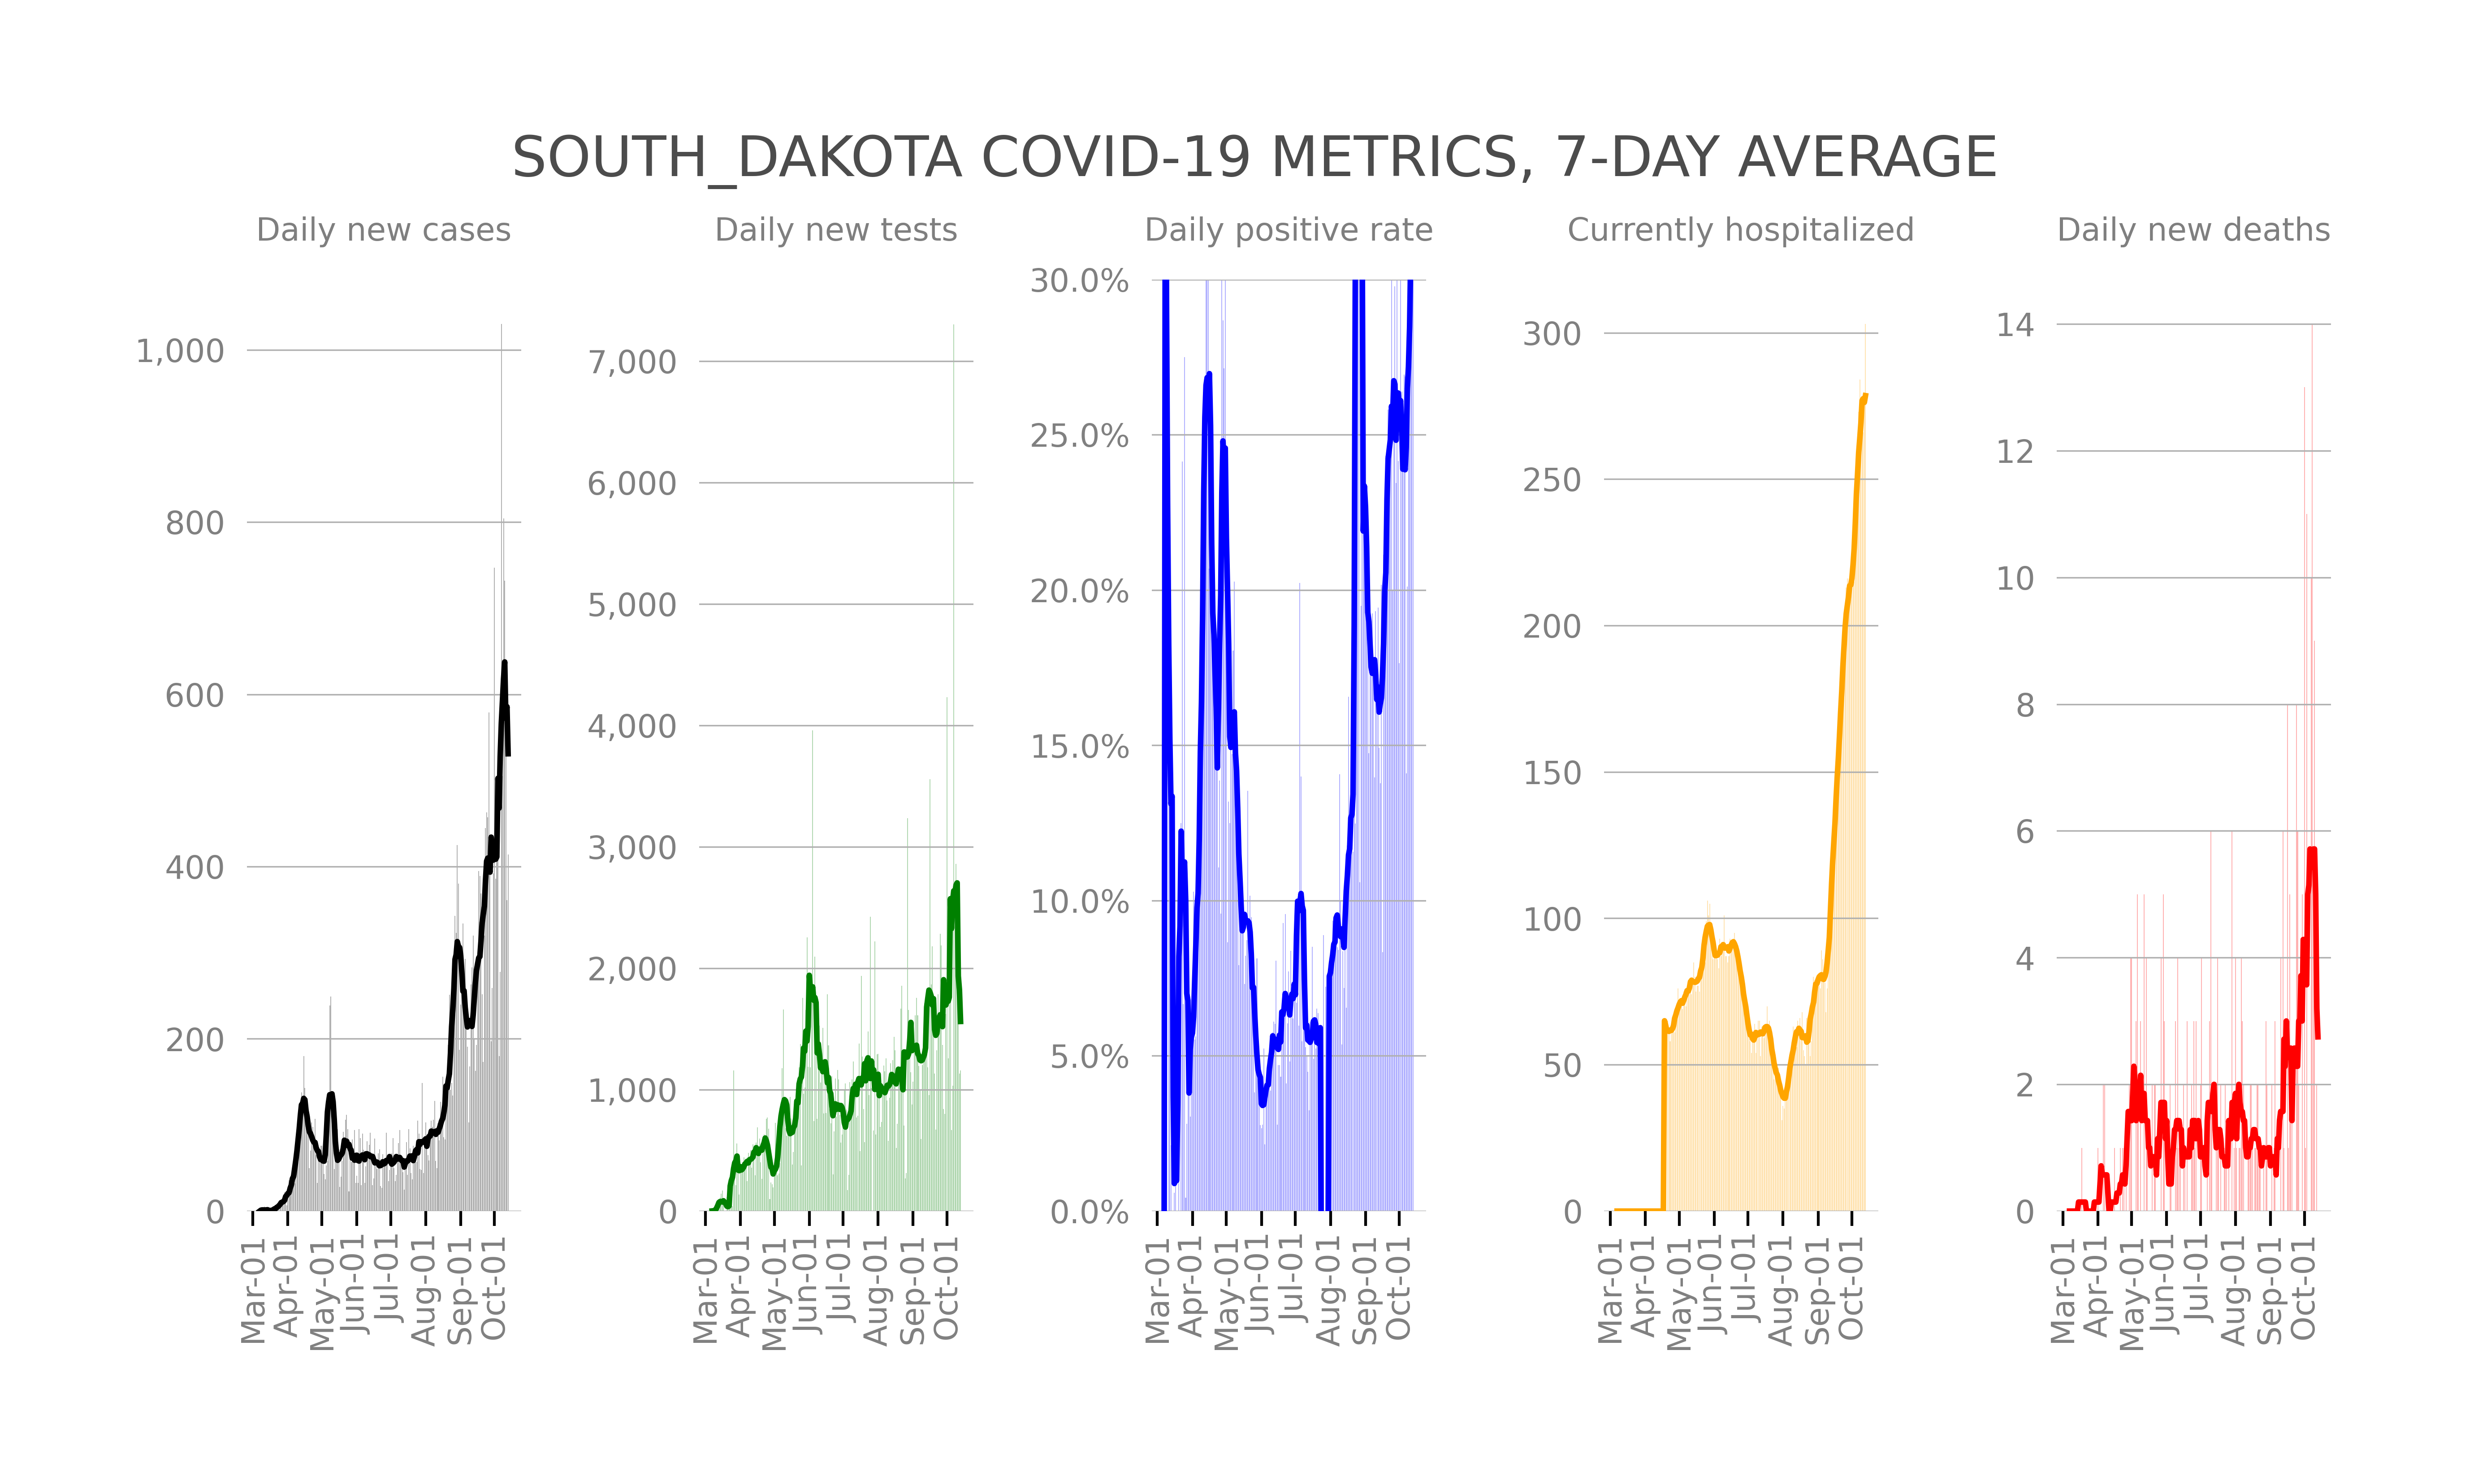 SOUTH_DAKOTA COVID-19 METRICS, 7-DAY AVERAGE
Daily new cases
1,000
800
600
400
200
0
Mar-01
Apr-01
May-01
Jun-01
Jul-01
Aug-01
Sep-01
Oct-01
Daily new tests
7,000
6,000
5,000
4,000
3,000
2,000
1,000
0
Mar-01
Apr-01
May-01
Jun-01
Jul-01
Aug-01
Sep-01
Oct-01
Daily positive rate
30.0%
25.0%
20.0%
15.0%
10.0%
5.0%
0.0%
Mar-01
Apr-01
May-01
Jun-01
Jul-01
Aug-01
Sep-01
Oct-01
Currently hospitalized
300
250
200
150
100
50
0
Mar-01
Apr-01
May-01
Jun-01
Jul-01
Aug-01
Sep-01
Oct-01
Daily new deaths
14
12
10
8
6
4
2
0
Mar-01
Apr-01
May-01
Jun-01
Jul-01
Aug-01
Sep-01
Oct-01